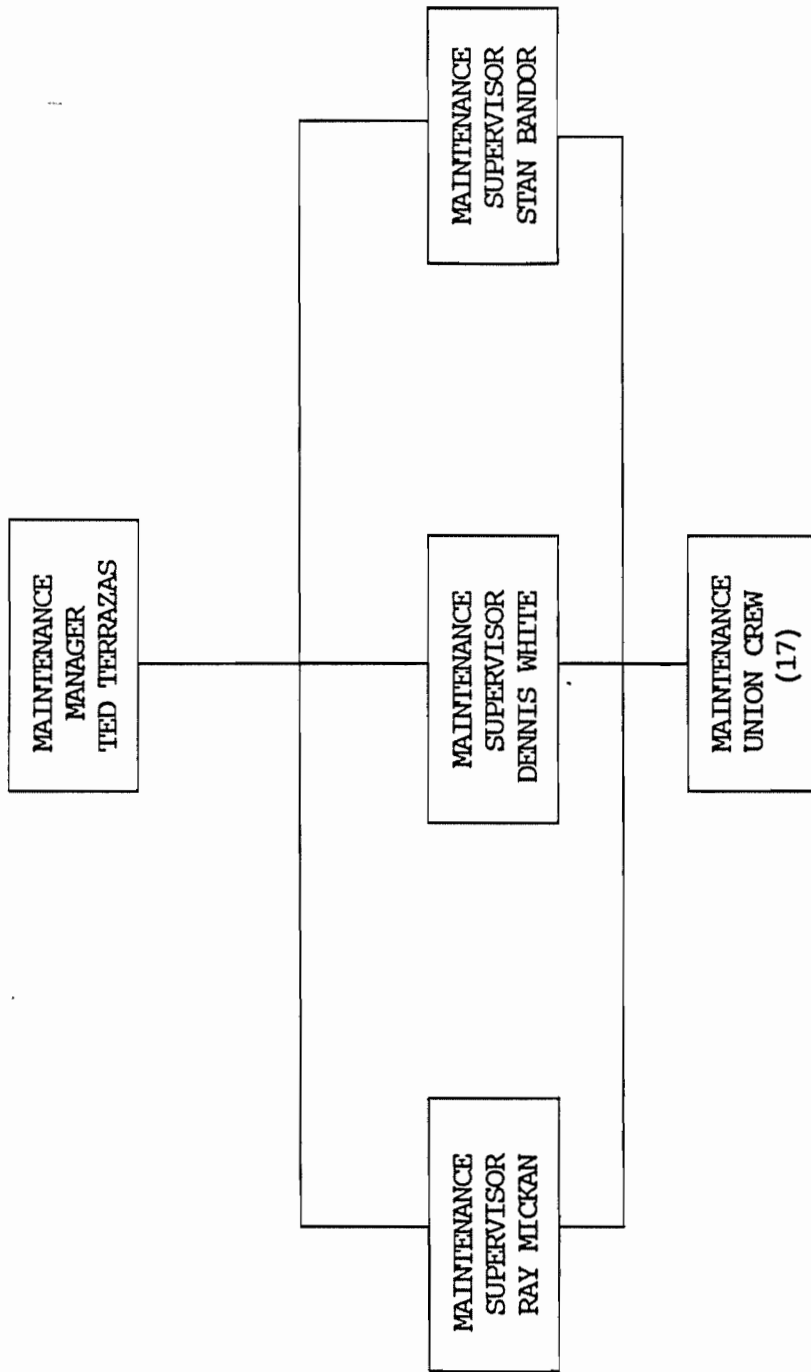 MAINTENANCE
MANAGER
TED TERRAZAS
MAINTENANCE
SUPERVISOR
RAY MICKAN
MAINTENANCE
SUPERVISOR
DENNIS WHITE
MAINTENANCE
SUPERVISOR
STAN BANDOR
MAINTENANCE
UNION CREW
(17)